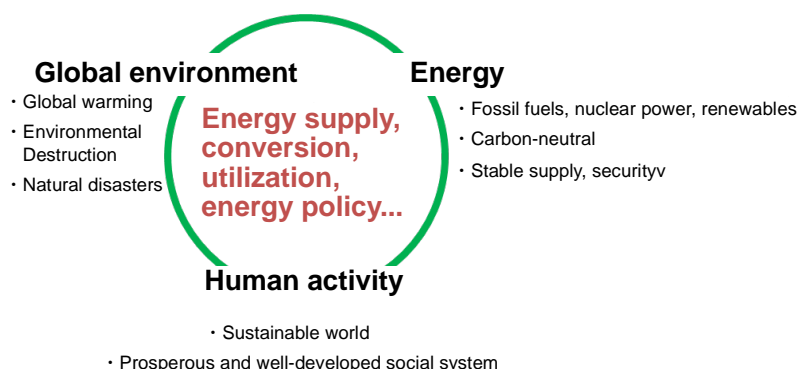 Global environment
・Global warming
・Environmental
Destruction
・Natural disasters
Energy
・Fossil fuels, nuclear power, renewables
・Carbon-neutral
・Stable supply, securityv
Energy supply,
conversion,
utilization,
energy policy...
Human activity
・Sustainable world
・Prosperous and well-developed social system